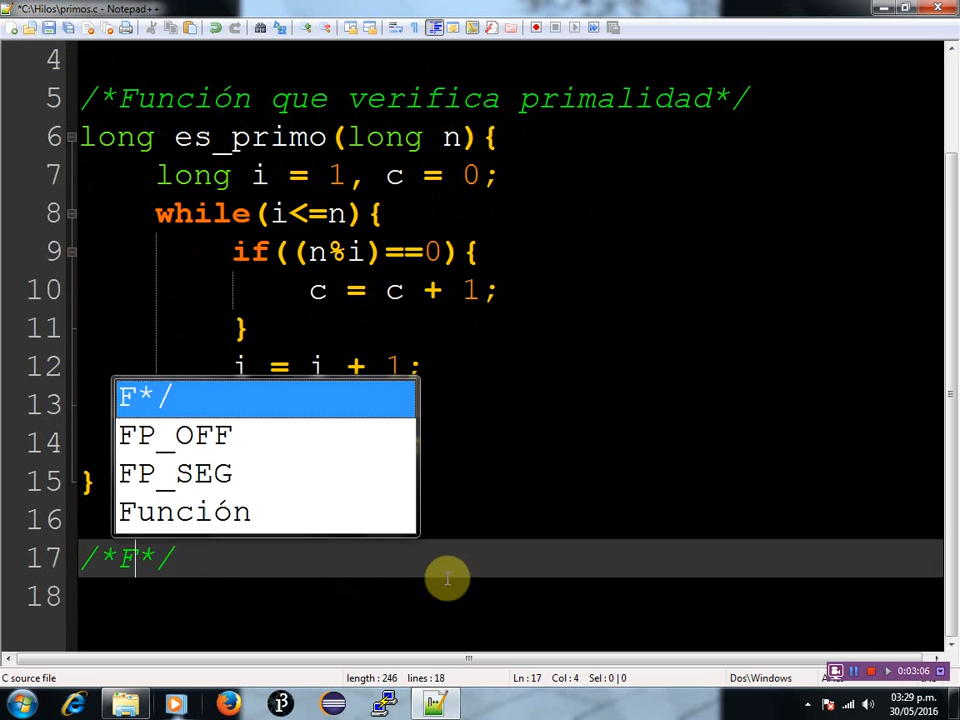 *C:\Hilos\primos.c - Notepad++
4
5 /*Función que verifica primalidad*/
6 long es_primo(long n){
7 long i = 1, c = 0;
8 while(i<=n){
9 if((n%i)==0){
10 c = c + 1;
11 }
12 i = i + 1;
13
14
15 }
16
17 /*F*/
18
F*/
FP_OFF
FP_SEG
Función
C source file length : 246 lines : 18 Ln : 17 Col : 4 Sel : 0 | 0 Dos\Windows
0:03:06
03:29 p.m.
30/05/2016